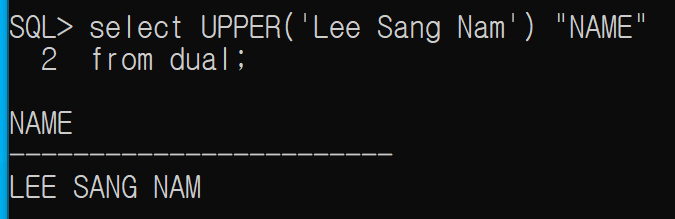 SQL> select UPPER('Lee Sang Nam') "NAME"
  2  from dual;
NAME
------------------------
LEE SANG NAM